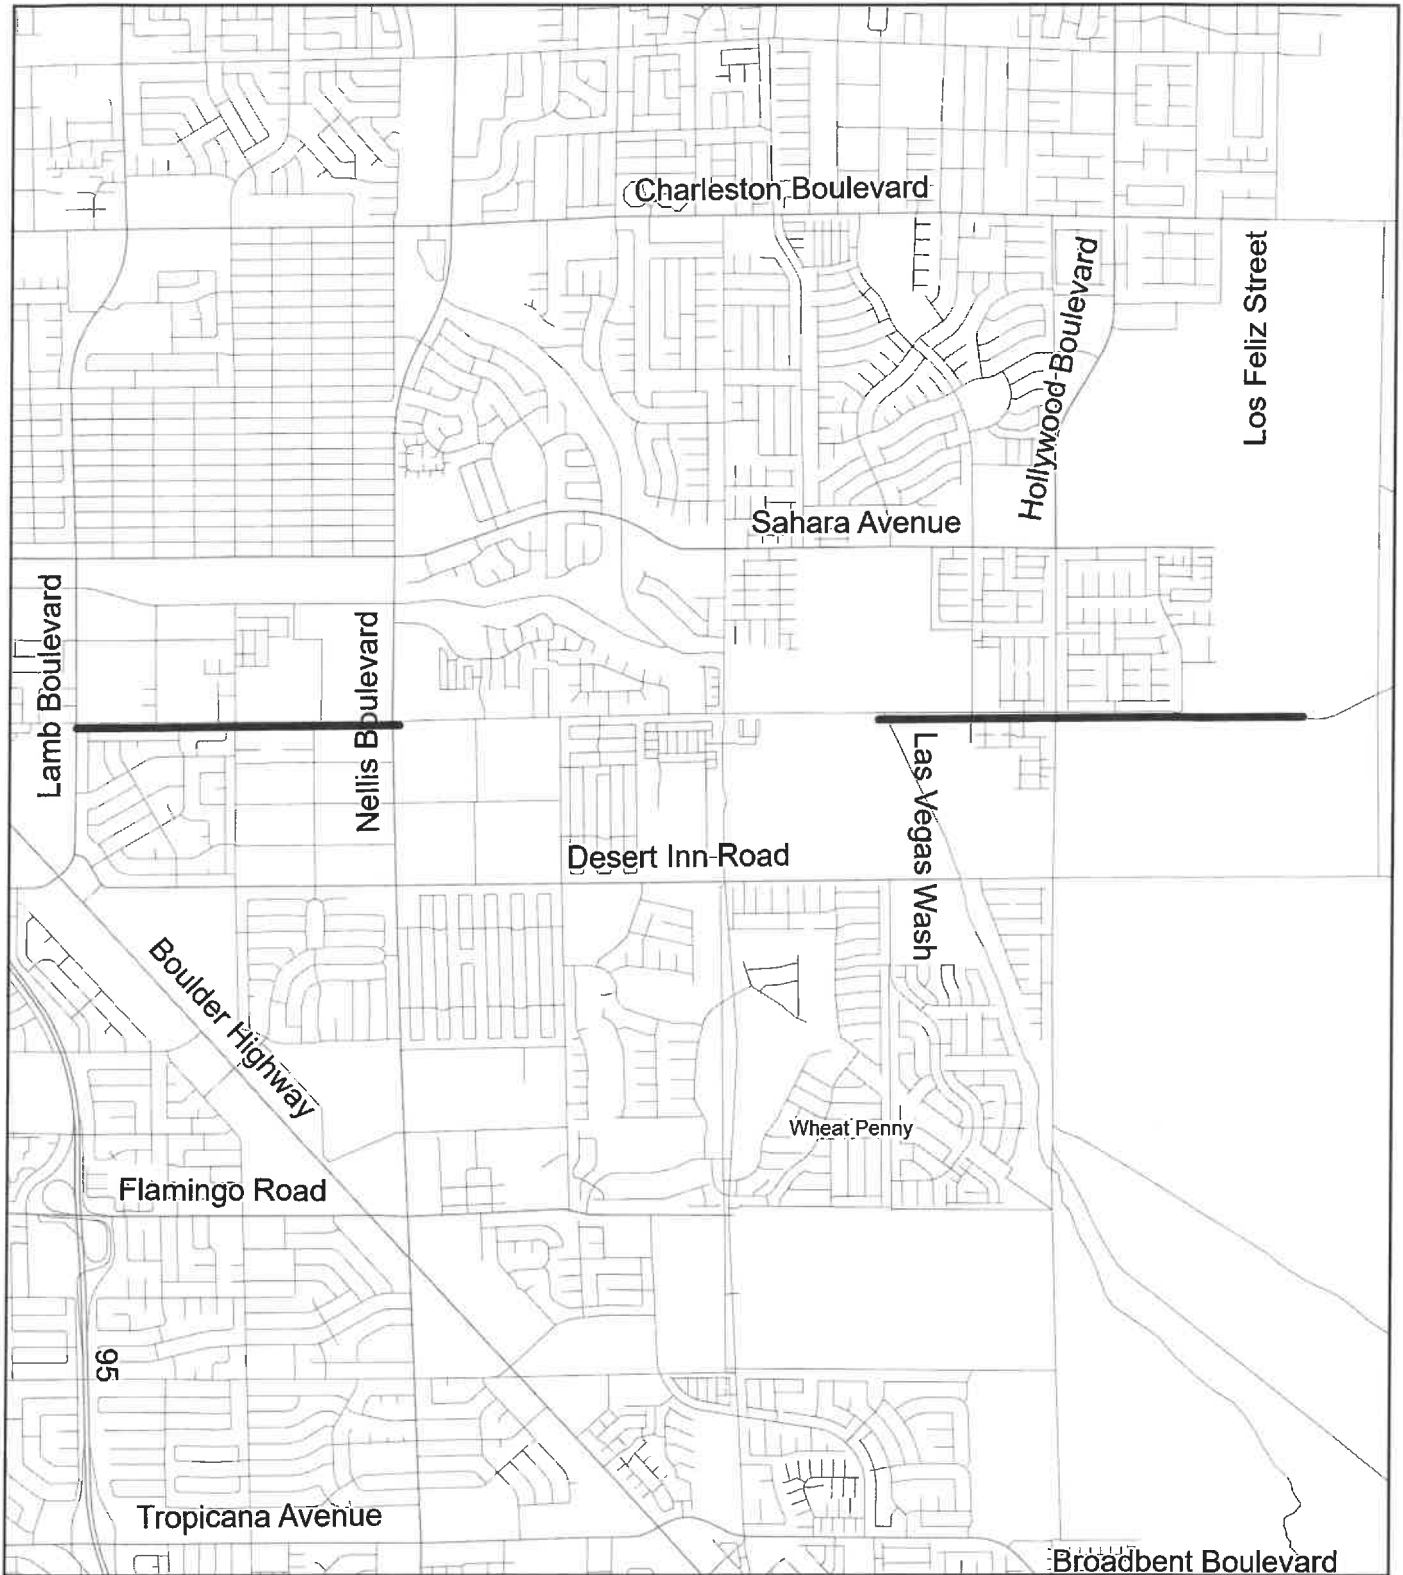 Charleston Boulevard
Hollywood Boulevard
Los Feliz Street
Sahara Avenue
Lamb Boulevard
Nellis Boulevard
Las Vegas Wash
Desert Inn Road
Boulder Highway
Wheat Penny
Flamingo Road
95
Tropicana Avenue
Broadbent Boulevard